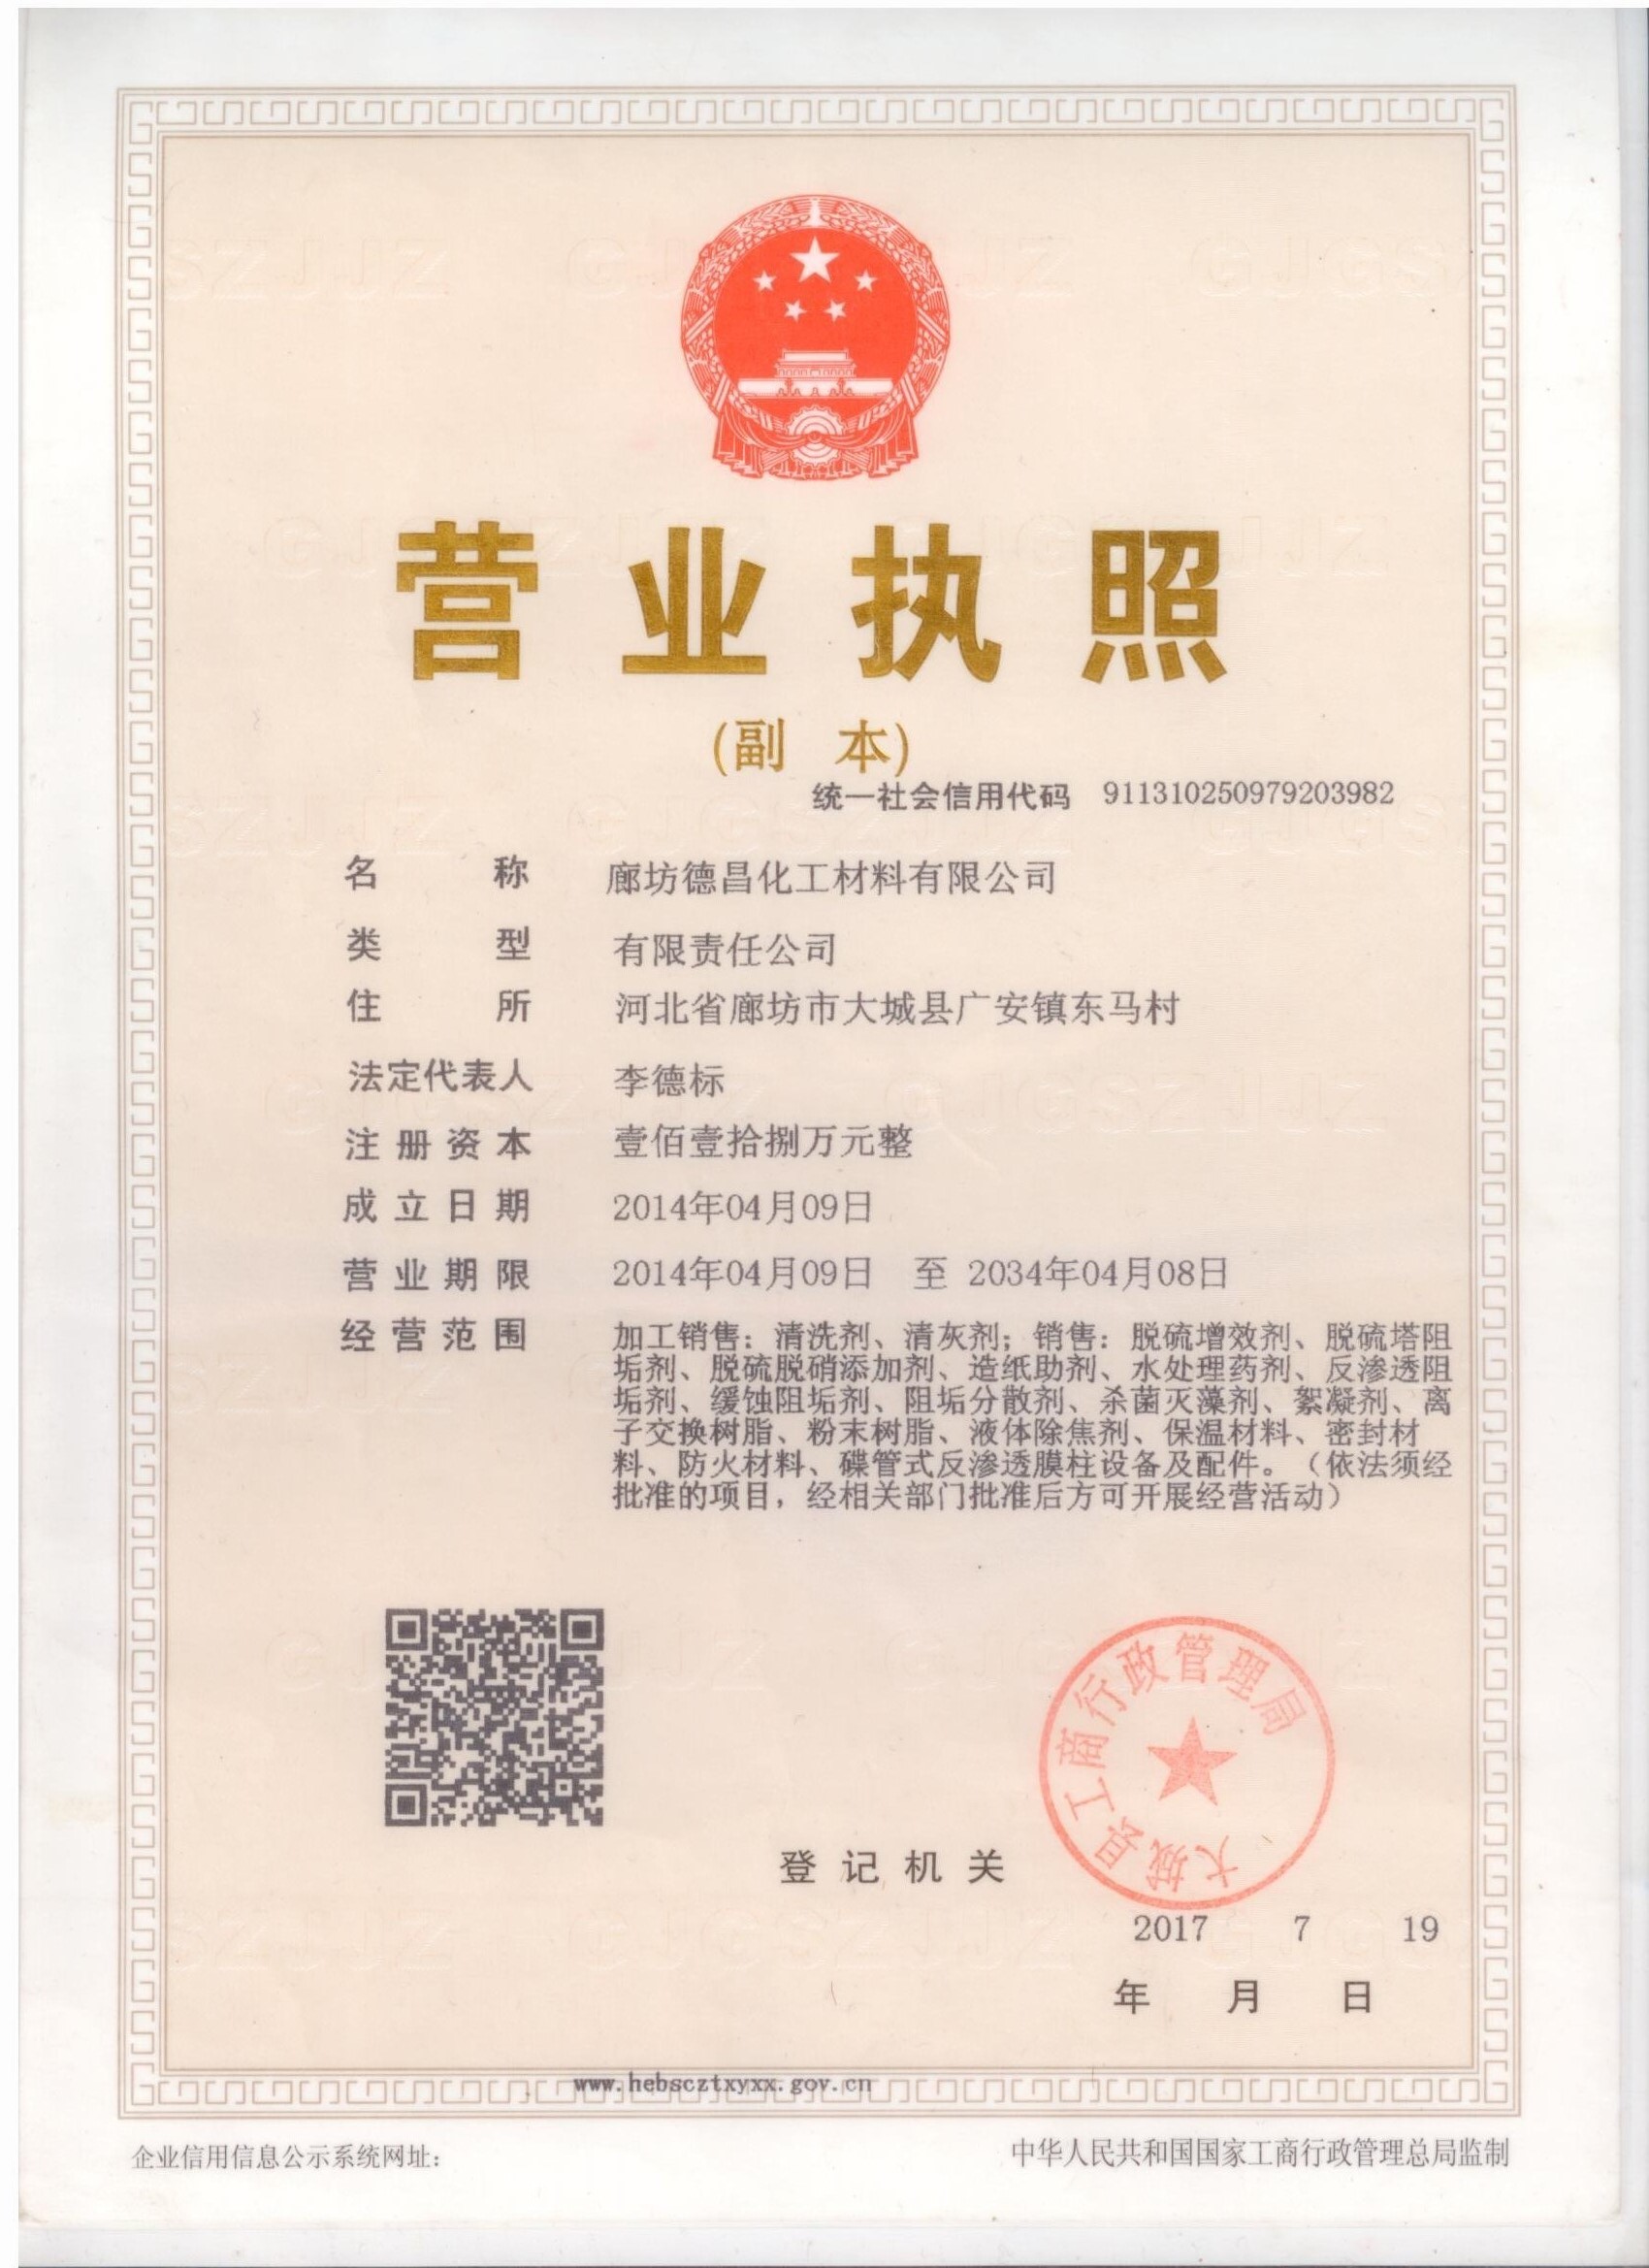 营业执照
(副 本)
统一社会信用代码 911310250979203982
名称 廊坊德昌化工材料有限公司
类型 有限责任公司
住所 河北省廊坊市大城县广安镇东马村
法定代表人 李德标
注册资本 壹佰壹拾捌万元整
成立日期 2014年04月09日
营业期限 2014年04月09日 至 2034年04月08日
经营范围 加工销售：清洗剂、清灰剂；销售：脱硫增效剂、脱硫塔阻
垢剂、脱硫脱硝添加剂、造纸助剂、水处理药剂、反渗透阻
垢剂、缓蚀阻垢剂、阻垢分散剂、杀菌灭藻剂、絮凝剂、离
子交换树脂、粉末树脂、液体除焦剂、保温材料、密封材
料、防火材料、碟管式反渗透膜柱设备及配件。（依法须经
批准的项目，经相关部门批准后方可开展经营活动）
大城县工商行政管理局
登记机关
2017 7 19
年 月 日
www.hebscztxyxx.gov.cn
企业信用信息公示系统网址： 中华人民共和国国家工商行政管理总局监制